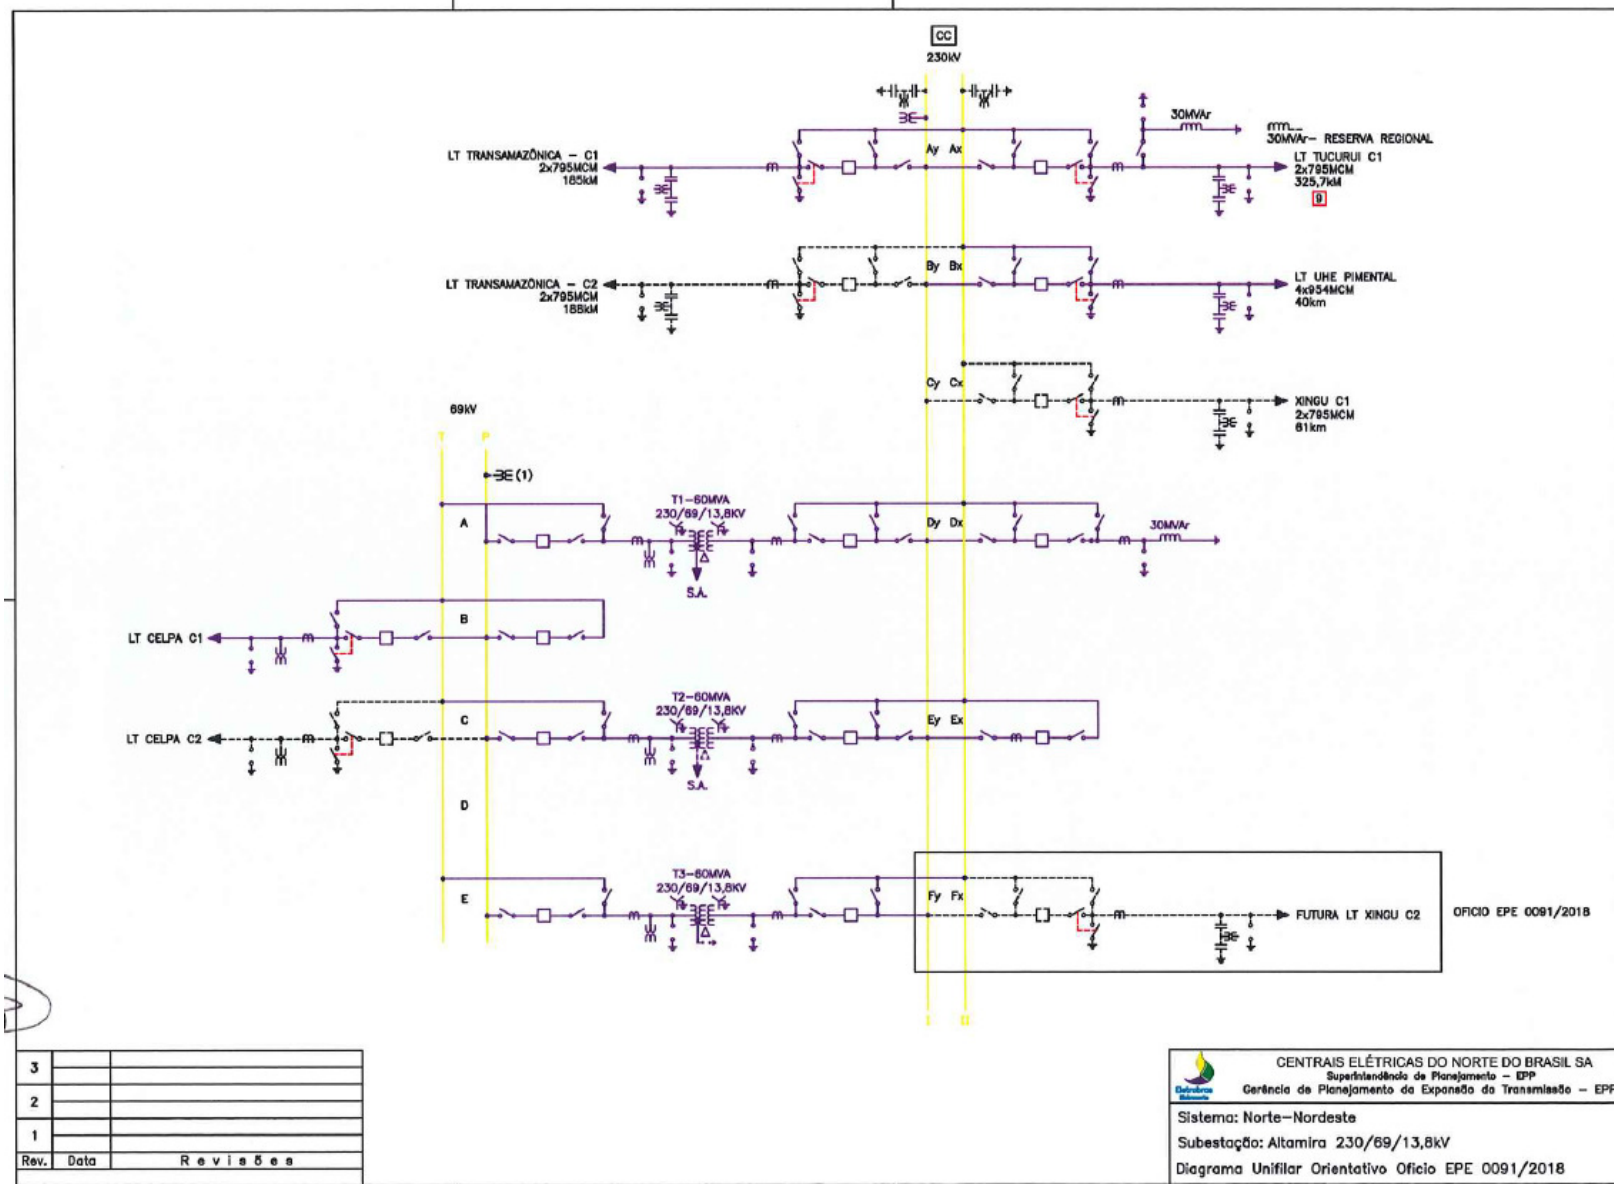 CC
230kV
30MVAr
30MVAr- RESERVA REGIONAL
LT TRANSAMAZÔNICA - C1
2x795MCM
185kM
Ay Ax
LT TUCURUI C1
2x795MCM
325,7kM
9
LT TRANSAMAZÔNICA - C2
2x795MCM
188kM
By Bx
LT UHE PIMENTAL
4x954MCM
40km
Cy Cx
XINGU C1
2x795MCM
61km
69kV
T P
(1)
A
T1-60MVA
230/69/13,8KV
S.A.
Dy Dx
30MVAr
LT CELPA C1
B
LT CELPA C2
C
T2-60MVA
230/69/13,8KV
S.A.
Ey Ex
D
E
T3-60MVA
230/69/13,8KV
Fy Fx
FUTURA LT XINGU C2
OFICIO EPE 0091/2018
I II
3
2
1
Rev. Data Revisões
Eletrobras
CENTRAIS ELÉTRICAS DO NORTE DO BRASIL SA
Superintendência de Planejamento - EPP
Gerência de Planejamento da Expansão da Transmissão - EPP
Sistema: Norte-Nordeste
Subestação: Altamira 230/69/13,8kV
Diagrama Unifilar Orientativo Oficio EPE 0091/2018